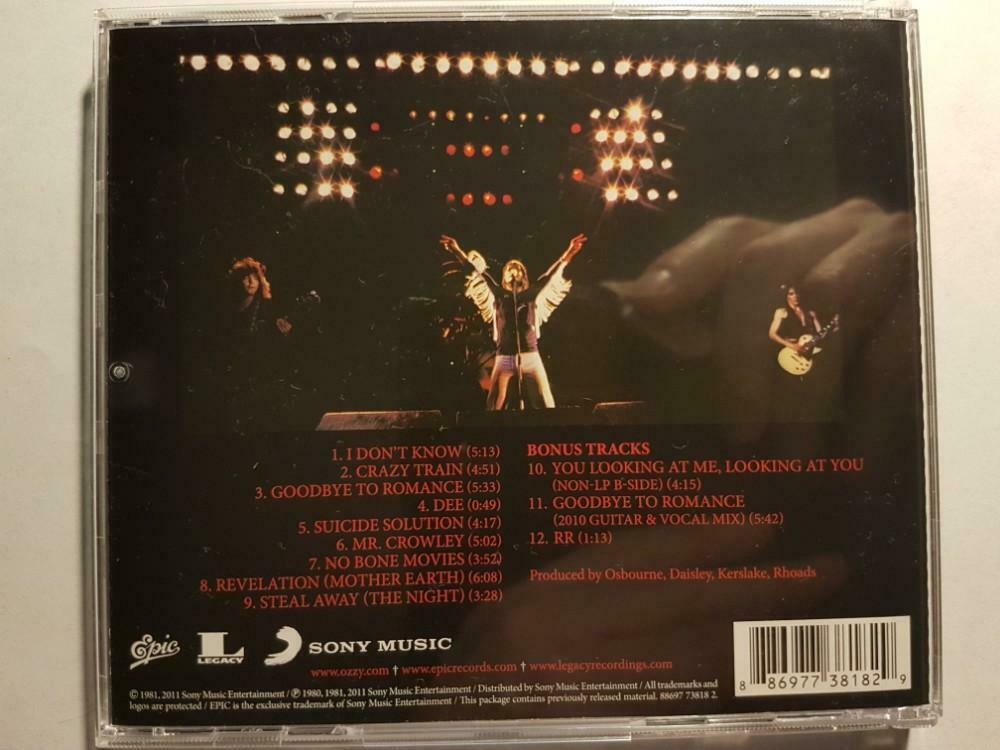 1. I DON'T KNOW (5:13)
2. CRAZY TRAIN (4:51)
3. GOODBYE TO ROMANCE (5:33)
4. DEE (0:49)
5. SUICIDE SOLUTION (4:17)
6. MR. CROWLEY (5:02)
7. NO BONE MOVIES (3:52)
8. REVELATION (MOTHER EARTH) (6:08)
9. STEAL AWAY (THE NIGHT) (3:28)
BONUS TRACKS
10. YOU LOOKING AT ME, LOOKING AT YOU
(NON-LP B-SIDE) (4:15)
11. GOODBYE TO ROMANCE
(2010 GUITAR & VOCAL MIX) (5:42)
12. RR (1:13)
Produced by Osbourne, Daisley, Kerslake, Rhoads
Epic
L
LEGACY
SONY MUSIC
www.ozzy.com † www.epicrecords.com † www.legacyrecordings.com
8 86977 38182 9
© 1981, 2011 Sony Music Entertainment / ℗ 1980, 1981, 2011 Sony Music Entertainment / Distributed by Sony Music Entertainment / All trademarks and
logos are protected / EPIC is the exclusive trademark of Sony Music Entertainment / This package contains previously released material. 88697 73818 2.